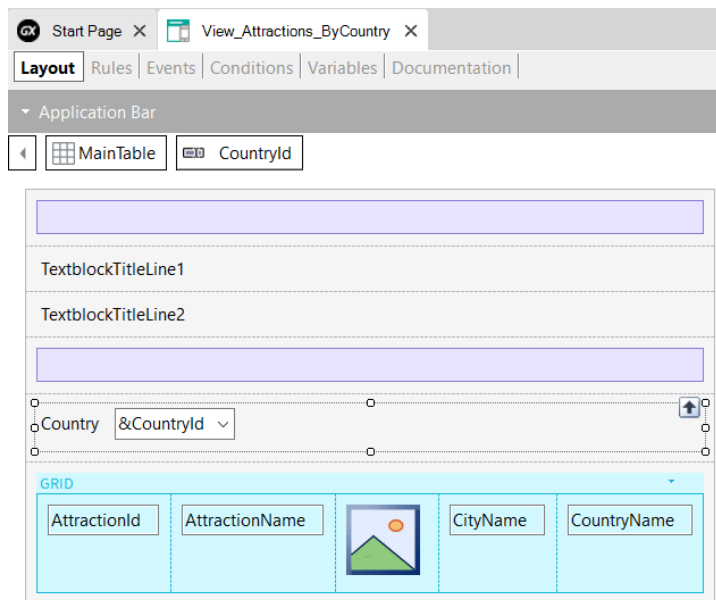 GX Start Page View_Attractions_ByCountry
Layout Rules Events Conditions Variables Documentation
Application Bar
MainTable CountryId
TextblockTitleLine1
TextblockTitleLine2
Country &CountryId
GRID
AttractionId AttractionName CityName CountryName